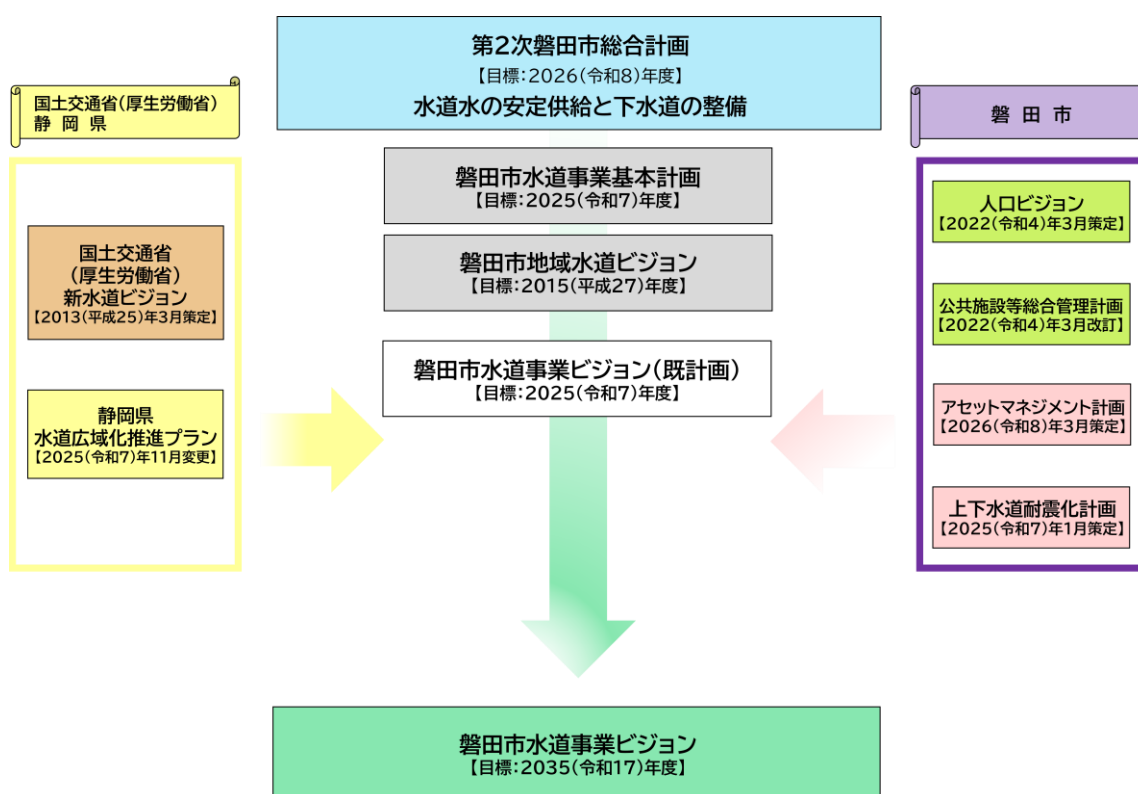 第2次磐田市総合計画
【目標:2026(令和8)年度】
水道水の安定供給と下水道の整備
国土交通省(厚生労働省)
静 岡 県
国土交通省
(厚生労働省)
新水道ビジョン
【2013(平成25)年3月策定】
静岡県
水道広域化推進プラン
【2025(令和7)年11月変更】
磐田市水道事業基本計画
【目標:2025(令和7)年度】
磐田市地域水道ビジョン
【目標:2015(平成27)年度】
磐田市水道事業ビジョン(既計画)
【目標:2025(令和7)年度】
磐 田 市
人口ビジョン
【2022(令和4)年3月策定】
公共施設等総合管理計画
【2022(令和4)年3月改訂】
アセットマネジメント計画
【2026(令和8)年3月策定】
上下水道耐震化計画
【2025(令和7)年1月策定】
磐田市水道事業ビジョン
【目標:2035(令和17)年度】